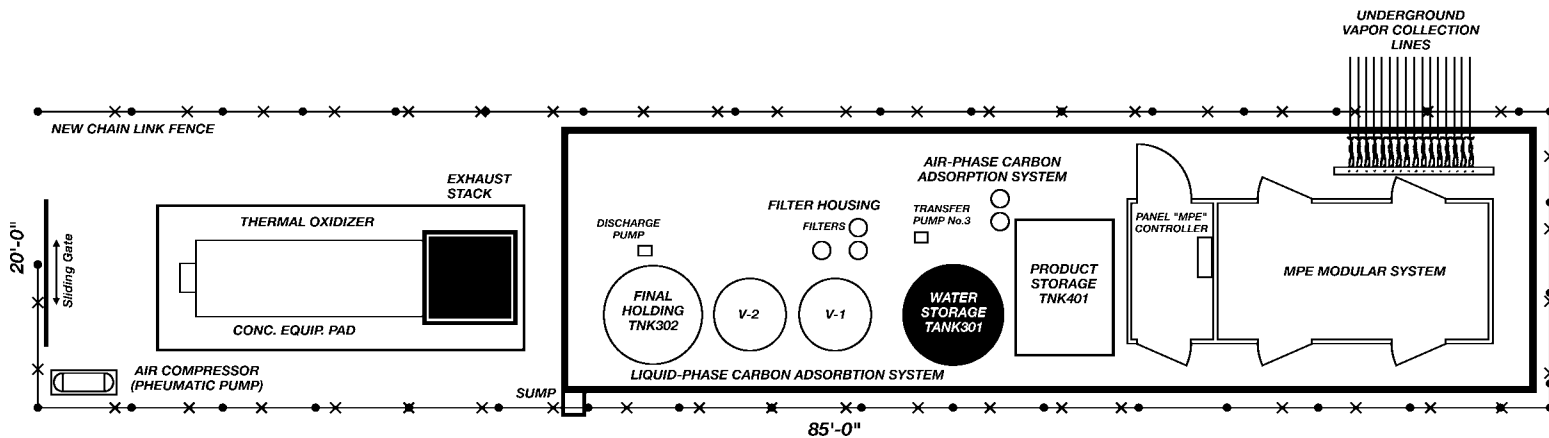 UNDERGROUND
VAPOR COLLECTION
LINES
NEW CHAIN LINK FENCE
20'-0"
Sliding Gate
EXHAUST
STACK
THERMAL OXIDIZER
CONC. EQUIP. PAD
AIR COMPRESSOR
(PHEUMATIC PUMP)
SUMP
DISCHARGE
PUMP
FILTER HOUSING
FILTERS
AIR-PHASE CARBON
ADSORPTION SYSTEM
TRANSFER
PUMP No.3
PANEL "MPE"
CONTROLLER
FINAL
HOLDING
TNK302
V-2
V-1
WATER
STORAGE
TANK301
PRODUCT
STORAGE
TNK401
MPE MODULAR SYSTEM
LIQUID-PHASE CARBON ADSORBTION SYSTEM
85'-0"